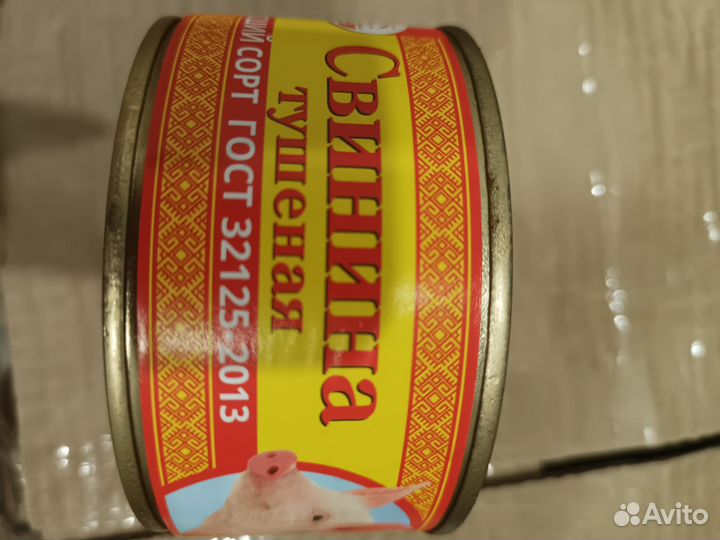 Свинина
тушеная
СОРТ ГОСТ 32125-2013
Avito